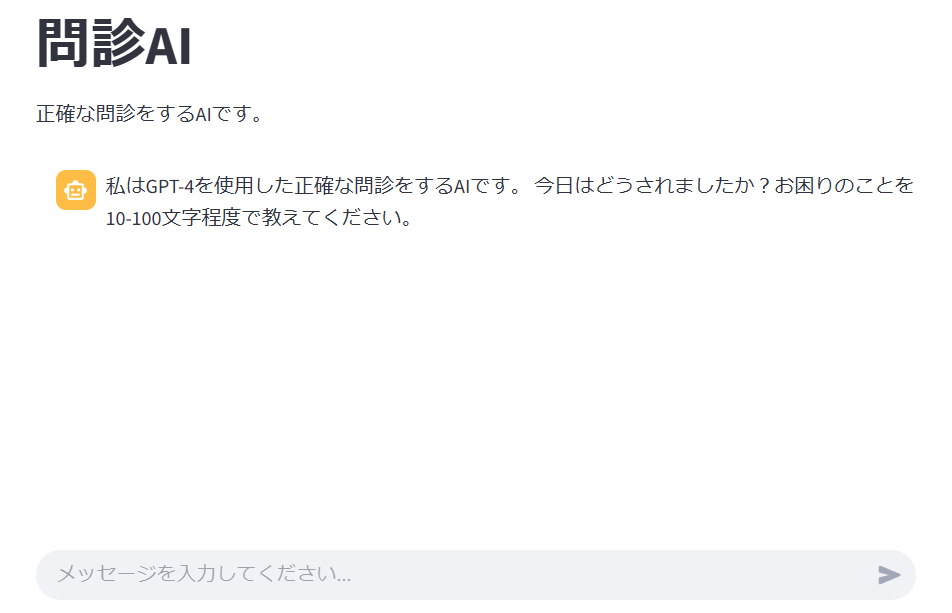 問診AI
正確な問診をするAIです。
私はGPT-4を使用した正確な問診をするAIです。 今日はどうされましたか？お困りのことを
10-100文字程度で教えてください。
メッセージを入力してください...